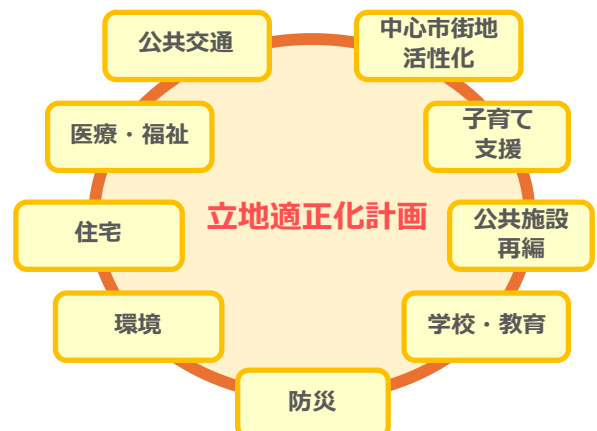 公共交通
中心市街地
活性化
医療・福祉
子育て
支援
立地適正化計画
住宅
公共施設
再編
環境
学校・教育
防災